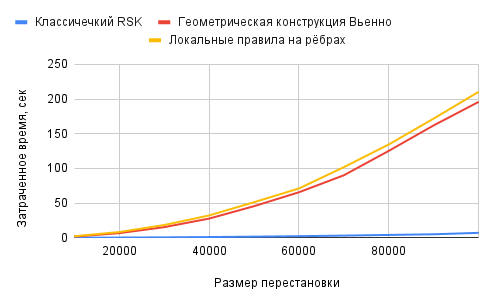 Классичечкий RSK
Геометрическая конструкция Вьенно
Локальные правила на рёбрах
Затраченное время, сек
250
200
150
100
50
0
20000 40000 60000 80000
Размер перестановки